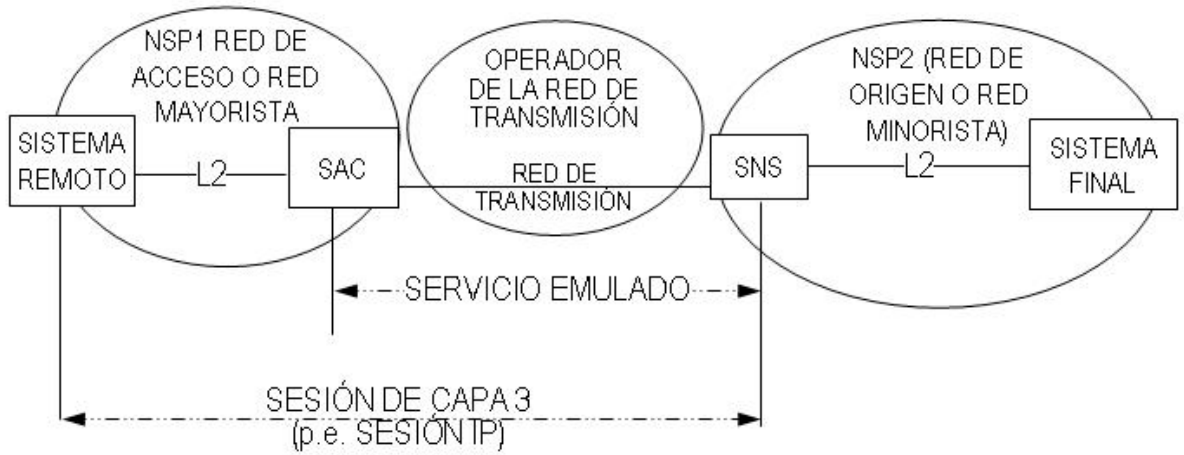 NSP1 RED DE
ACCESO O RED
MAYORISTA
OPERADOR
DE LA RED DE
TRANSMISIÓN
NSP2 (RED DE
ORIGEN O RED
MINORISTA)
SISTEMA
REMOTO
L2
SAC
RED DE
TRANSMISIÓN
SNS
L2
SISTEMA
FINAL
SERVICIO EMULADO
SESIÓN DE CAPA 3
(p.e. SESIÓN IP)